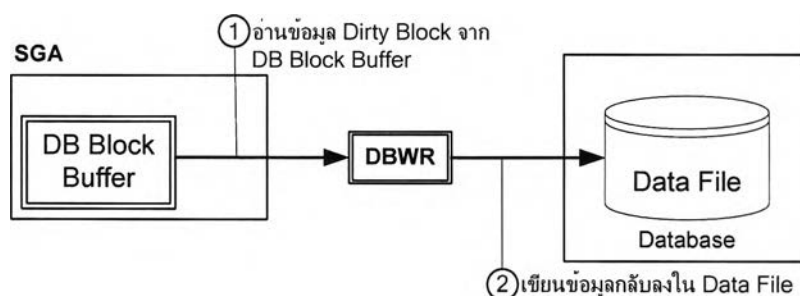 ① อ่านข้อมูล Dirty Block จาก
DB Block Buffer
SGA
DB Block
Buffer
DBWR
Data File
Database
② เขียนข้อมูลกลับลงใน Data File